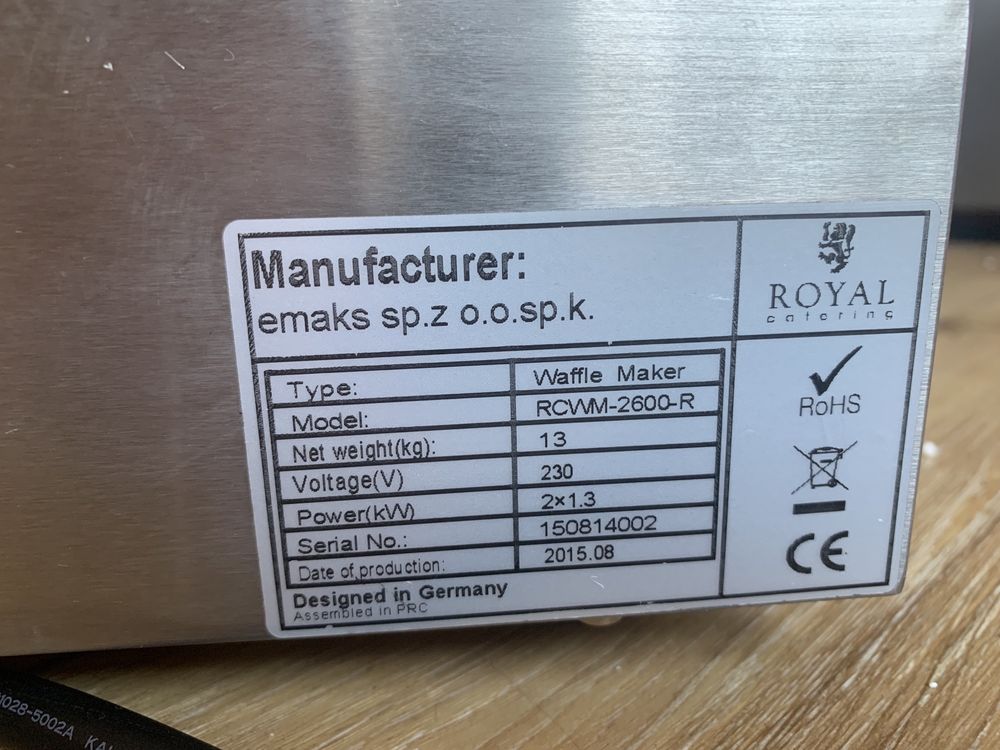 Manufacturer:
emaks sp.z o.o.sp.k.
ROYAL
catering
Type: Waffle Maker
Model: RCWM-2600-R
Net weight(kg): 13
Voltage(V) 230
Power(kW) 2×1.3
Serial No.: 150814002
Date of production: 2015.08
Designed in Germany
Assembled in PRC
RoHS
CE
028-5002A